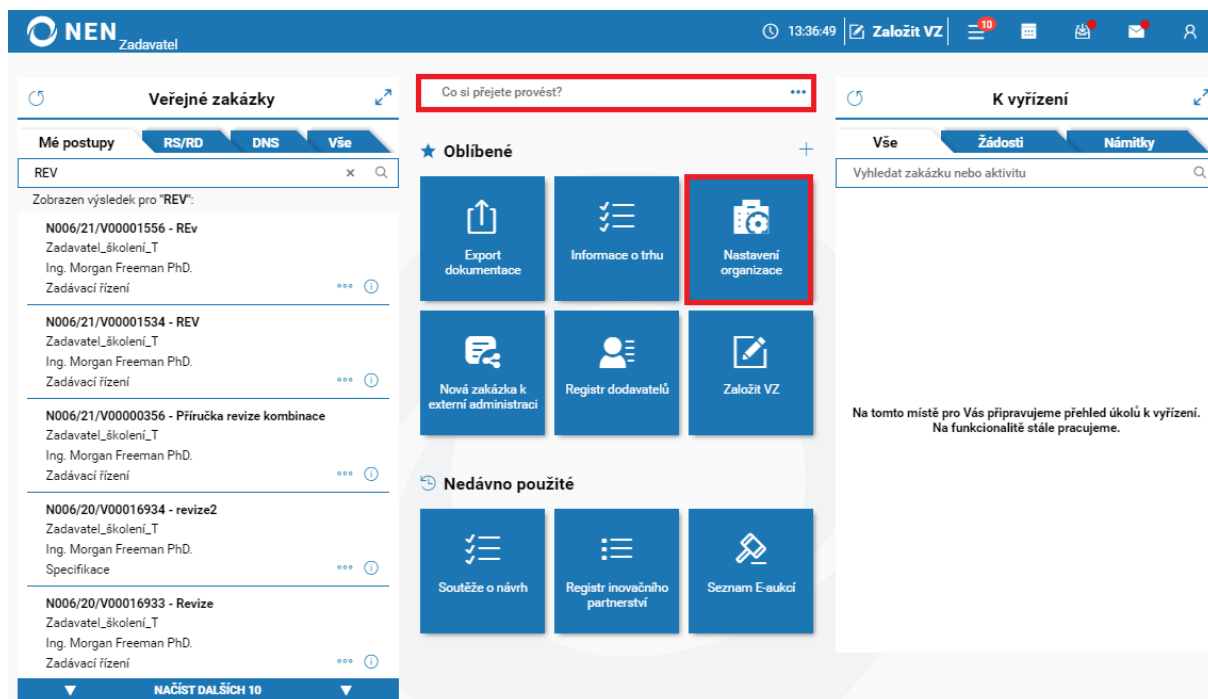 NEN
Zadavatel
13:36:49
Založit VZ
10
Veřejné zakázky
Mé postupy
RS/RD
DNS
Vše
REV
Zobrazen výsledek pro "REV":
N006/21/V00001556 - REv
Zadavatel_školení_T
Ing. Morgan Freeman PhD.
Zadávací řízení
N006/21/V00001534 - REV
Zadavatel_školení_T
Ing. Morgan Freeman PhD.
Zadávací řízení
N006/21/V00000356 - Příručka revize kombinace
Zadavatel_školení_T
Ing. Morgan Freeman PhD.
Zadávací řízení
N006/20/V00016934 - revize2
Zadavatel_školení_T
Ing. Morgan Freeman PhD.
Specifikace
N006/20/V00016933 - Revize
Zadavatel_školení_T
Ing. Morgan Freeman PhD.
Zadávací řízení
NAČÍST DALŠÍCH 10
Co si přejete provést?
Oblíbené
Export
dokumentace
Informace o trhu
Nastavení
organizace
Nová zakázka k
externí administraci
Registr dodavatelů
Založit VZ
Nedávno použité
Soutěže o návrh
Registr inovačního
partnerství
Seznam E-aukcí
K vyřízení
Vše
Žádosti
Námitky
Vyhledat zakázku nebo aktivitu
Na tomto místě pro Vás připravujeme přehled úkolů k vyřízení.
Na funkcionalitě stále pracujeme.